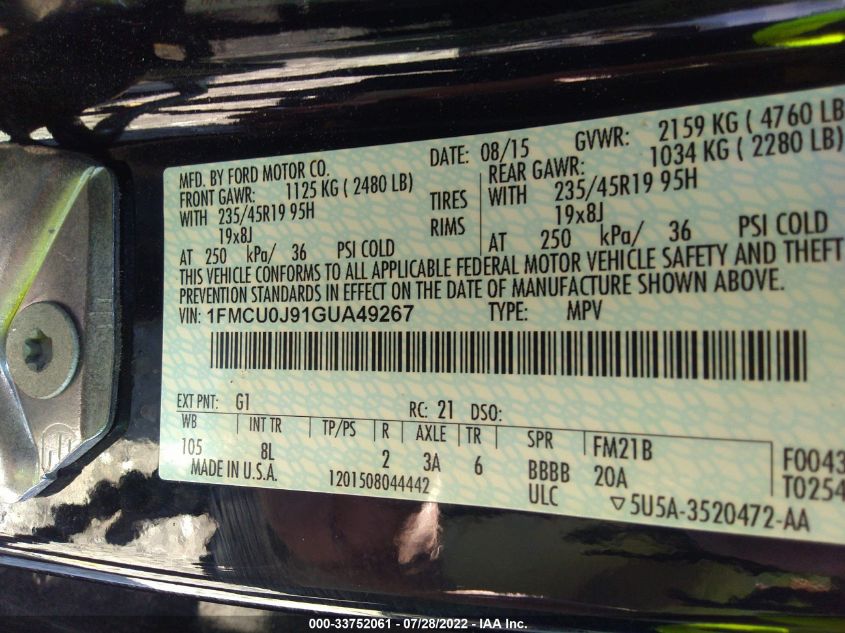 MFD. BY FORD MOTOR CO. DATE: 08/15 GVWR: 2159 KG ( 4760 LB
FRONT GAWR: 1125 KG ( 2480 LB) REAR GAWR: 1034 KG ( 2280 LB)
WITH 235/45R19 95H TIRES WITH 235/45R19 95H
19x8J RIMS 19x8J
AT 250 kPa/ 36 PSI COLD AT 250 kPa/ 36 PSI COLD
THIS VEHICLE CONFORMS TO ALL APPLICABLE FEDERAL MOTOR VEHICLE SAFETY AND THEFT
PREVENTION STANDARDS IN EFFECT ON THE DATE OF MANUFACTURE SHOWN ABOVE.
VIN: 1FMCU0J91GUA49267 TYPE: MPV
EXT PNT: G1 RC: 21 DSO:
WB INT TR TP/PS R AXLE TR SPR FM21B F0043
105 8L 2 3A 6 BBBB 20A T0254
MADE IN U.S.A. 1201508044442 ULC ▽5U5A-3520472-AA
000-33752061 - 07/28/2022 - IAA Inc.